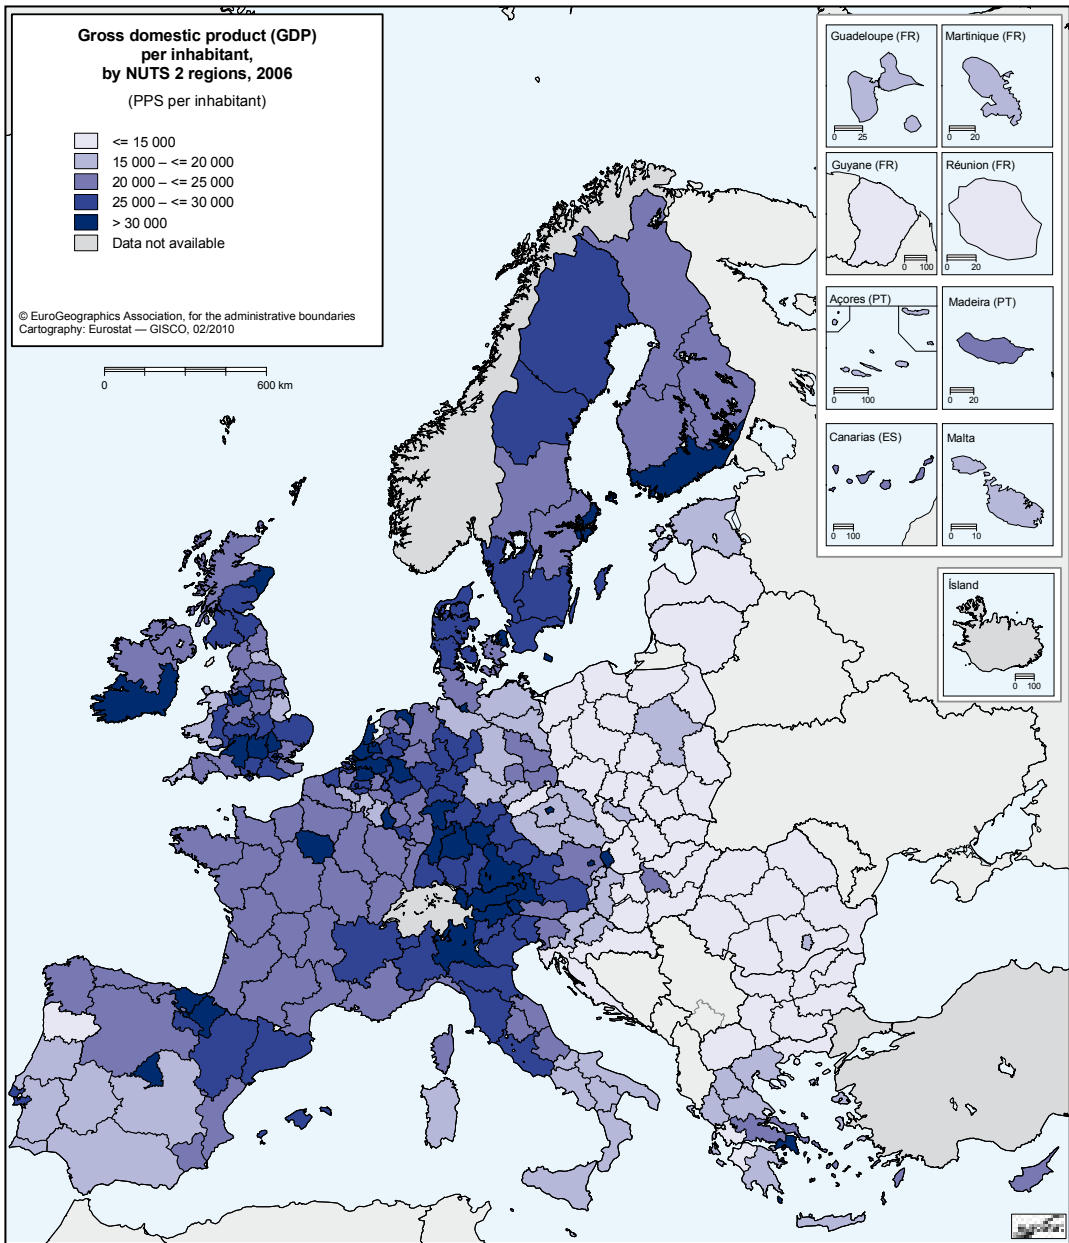 Gross domestic product (GDP)
per inhabitant,
by NUTS 2 regions, 2006
(PPS per inhabitant)
<= 15 000
15 000 – <= 20 000
20 000 – <= 25 000
25 000 – <= 30 000
> 30 000
Data not available
© EuroGeographics Association, for the administrative boundaries
Cartography: Eurostat — GISCO, 02/2010
0 600 km
Guadeloupe (FR)
0 25
Martinique (FR)
0 20
Guyane (FR)
0 100
Réunion (FR)
0 20
Açores (PT)
0 100
Madeira (PT)
0 20
Canarias (ES)
0 100
Malta
0 10
Ísland
0 100